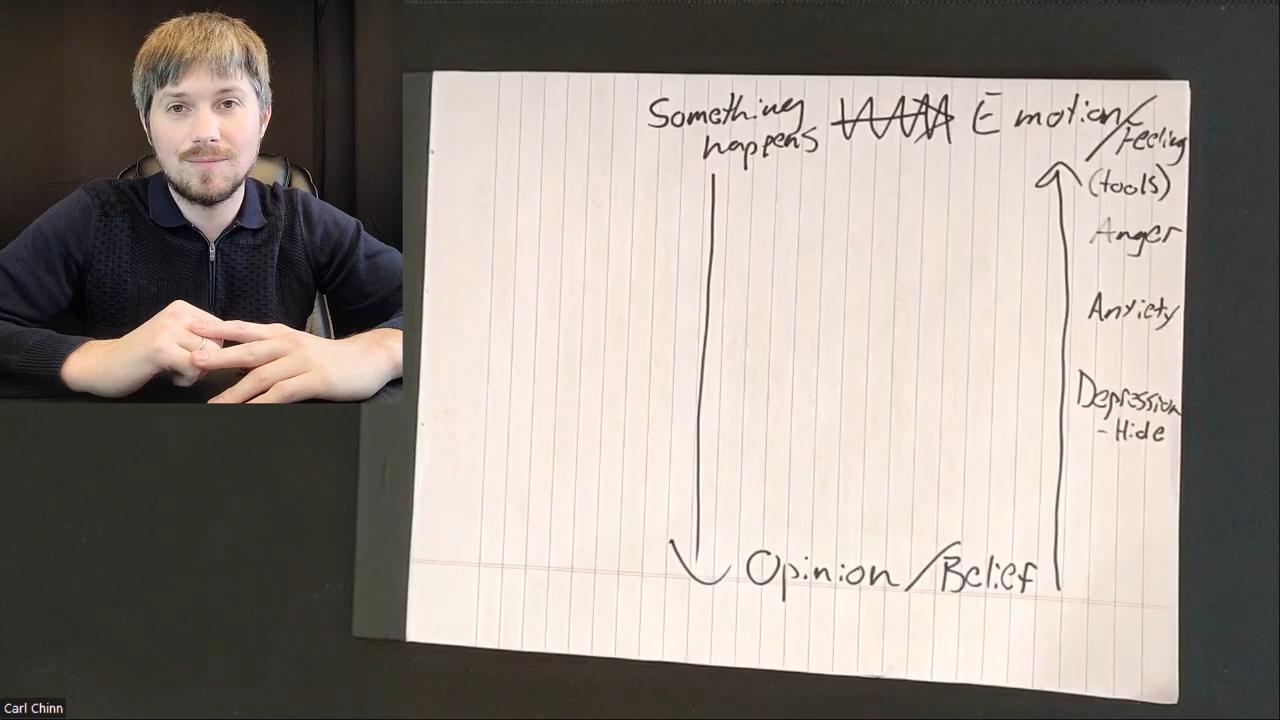 Something
happens
Emotion/
Feeling
(tools)
Anger
Anxiety
Depression
- Hide
Opinion/Belief
Carl Chinn